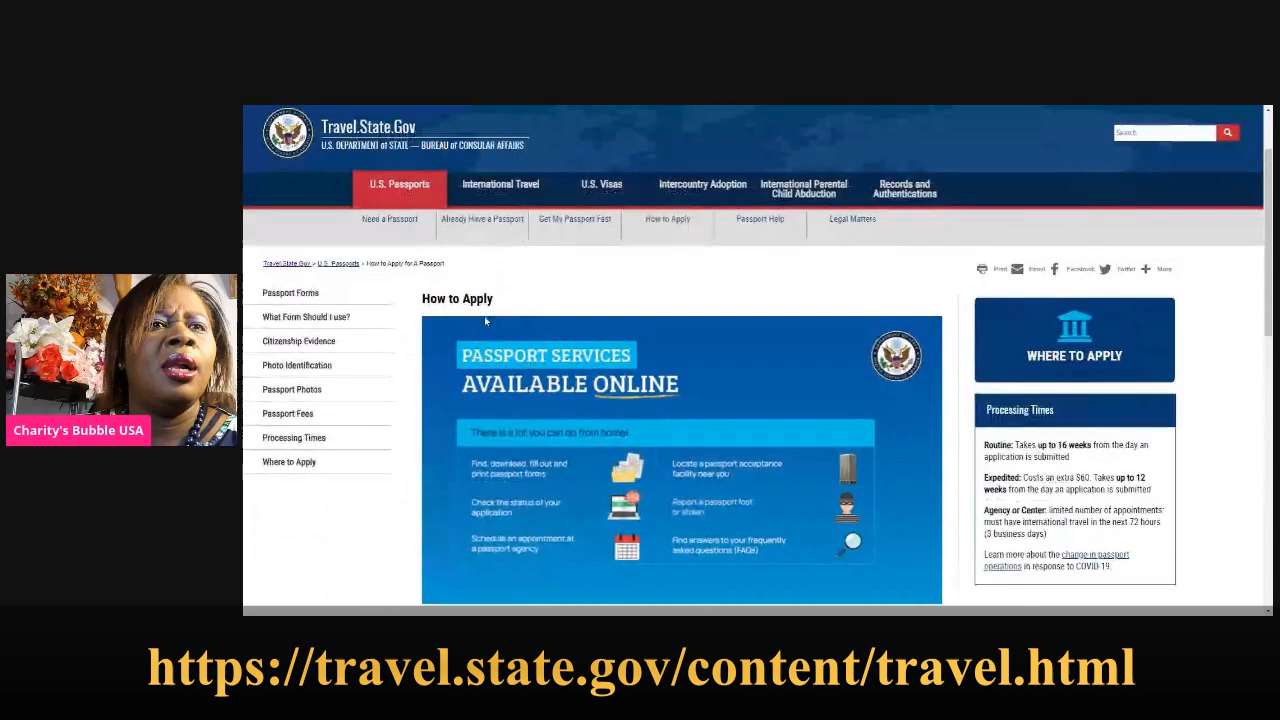 Travel.State.Gov
U.S. DEPARTMENT of STATE — BUREAU of CONSULAR AFFAIRS
Search
U.S. Passports
International Travel
U.S. Visas
Intercountry Adoption
International Parental
Child Abduction
Records and
Authentications
Need a Passport
Already Have a Passport
Get My Passport Fast
How to Apply
Passport Help
Legal Matters
Travel.State.Gov > U.S. Passports > How to Apply for A Passport
Print
Email
Facebook
Twitter
More
Passport Forms
What Form Should I use?
Citizenship Evidence
Photo Identification
Passport Photos
Passport Fees
Processing Times
Where to Apply
How to Apply
PASSPORT SERVICES
AVAILABLE ONLINE
There is a lot you can do from home!
Find, download, fill out and
print passport forms
Locate a passport acceptance
facility near you
Check the status of your
application
Report a passport lost
or stolen
Schedule an appointment at
a passport agency
Find answers to your frequently
asked questions (FAQs)
WHERE TO APPLY
Processing Times
Routine: Takes up to 16 weeks from the day an
application is submitted
Expedited: Costs an extra $60. Takes up to 12
weeks from the day an application is submitted
Agency or Center: limited number of appointments:
must have international travel in the next 72 hours
(3 business days)
Learn more about the change in passport
operations in response to COVID-19.
Charity's Bubble USA
https://travel.state.gov/content/travel.html